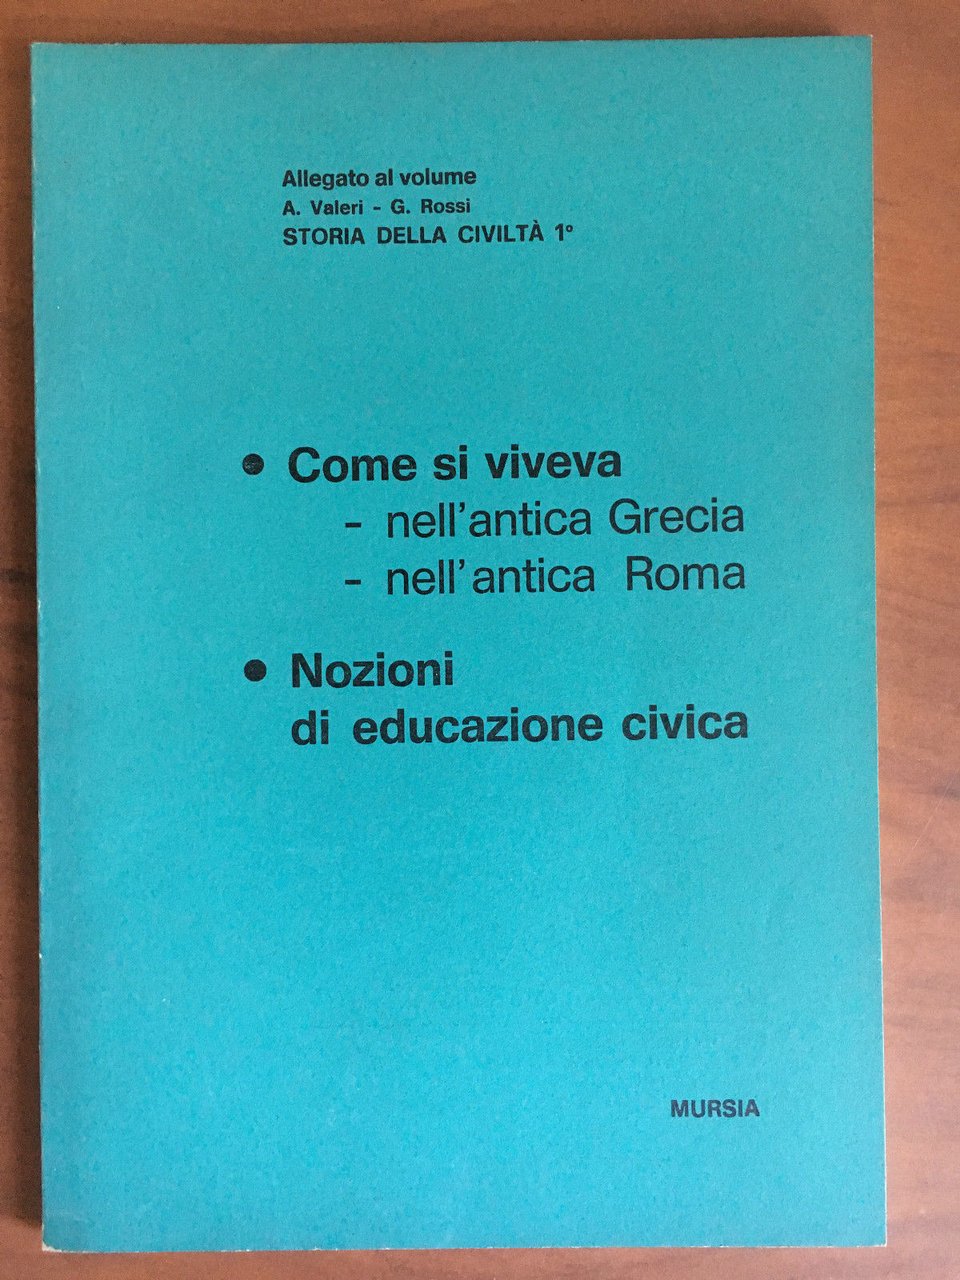 Allegato al volume
A. Valeri - G. Rossi
STORIA DELLA CIVILTÀ 1°
• Come si viveva
- nell'antica Grecia
- nell'antica Roma
• Nozioni
di educazione civica
MURSIA